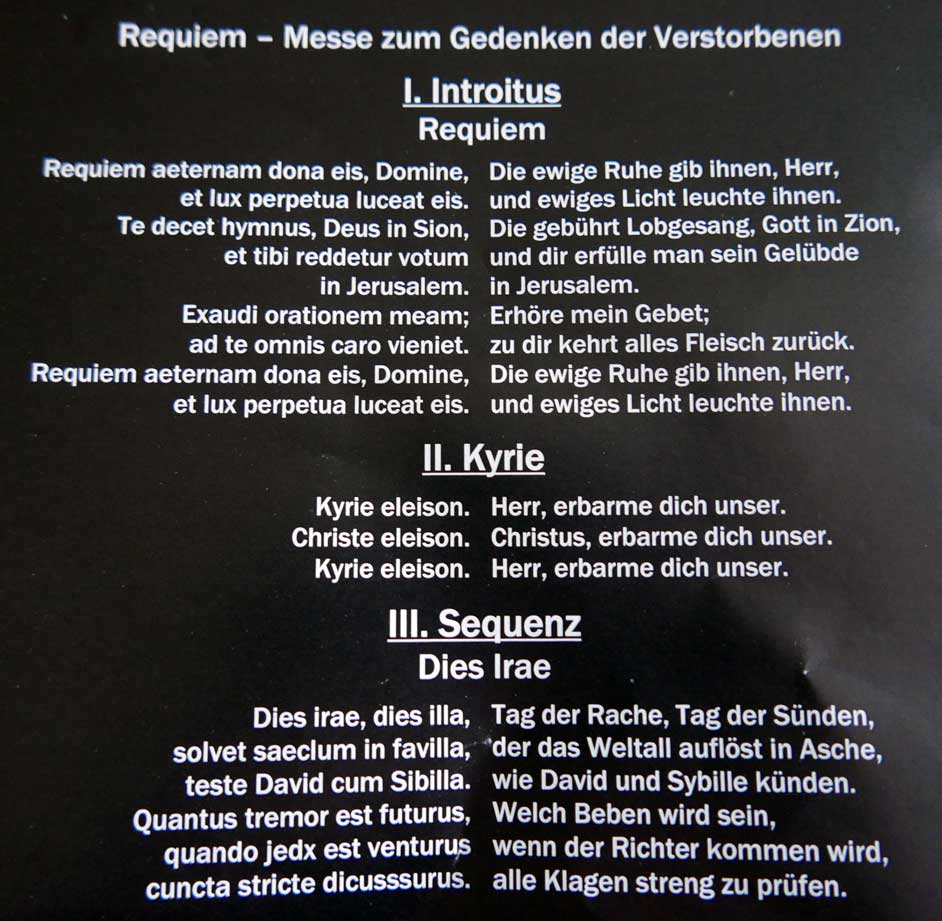 Requiem – Messe zum Gedenken der Verstorbenen
I. Introitus
Requiem
Requiem aeternam dona eis, Domine, Die ewige Ruhe gib ihnen, Herr,
et lux perpetua luceat eis. und ewiges Licht leuchte ihnen.
Te decet hymnus, Deus in Sion, Die gebührt Lobgesang, Gott in Zion,
et tibi reddetur votum und dir erfülle man sein Gelübde
in Jerusalem. in Jerusalem.
Exaudi orationem meam; Erhöre mein Gebet;
ad te omnis caro vieniet. zu dir kehrt alles Fleisch zurück.
Requiem aeternam dona eis, Domine, Die ewige Ruhe gib ihnen, Herr,
et lux perpetua luceat eis. und ewiges Licht leuchte ihnen.
II. Kyrie
Kyrie eleison. Herr, erbarme dich unser.
Christe eleison. Christus, erbarme dich unser.
Kyrie eleison. Herr, erbarme dich unser.
III. Sequenz
Dies Irae
Dies irae, dies illa, Tag der Rache, Tag der Sünden,
solvet saeclum in favilla, der das Weltall auflöst in Asche,
teste David cum Sibilla. wie David und Sybille künden.
Quantus tremor est futurus, Welch Beben wird sein,
quando jedx est venturus wenn der Richter kommen wird,
cuncta stricte dicusssurus. alle Klagen streng zu prüfen.